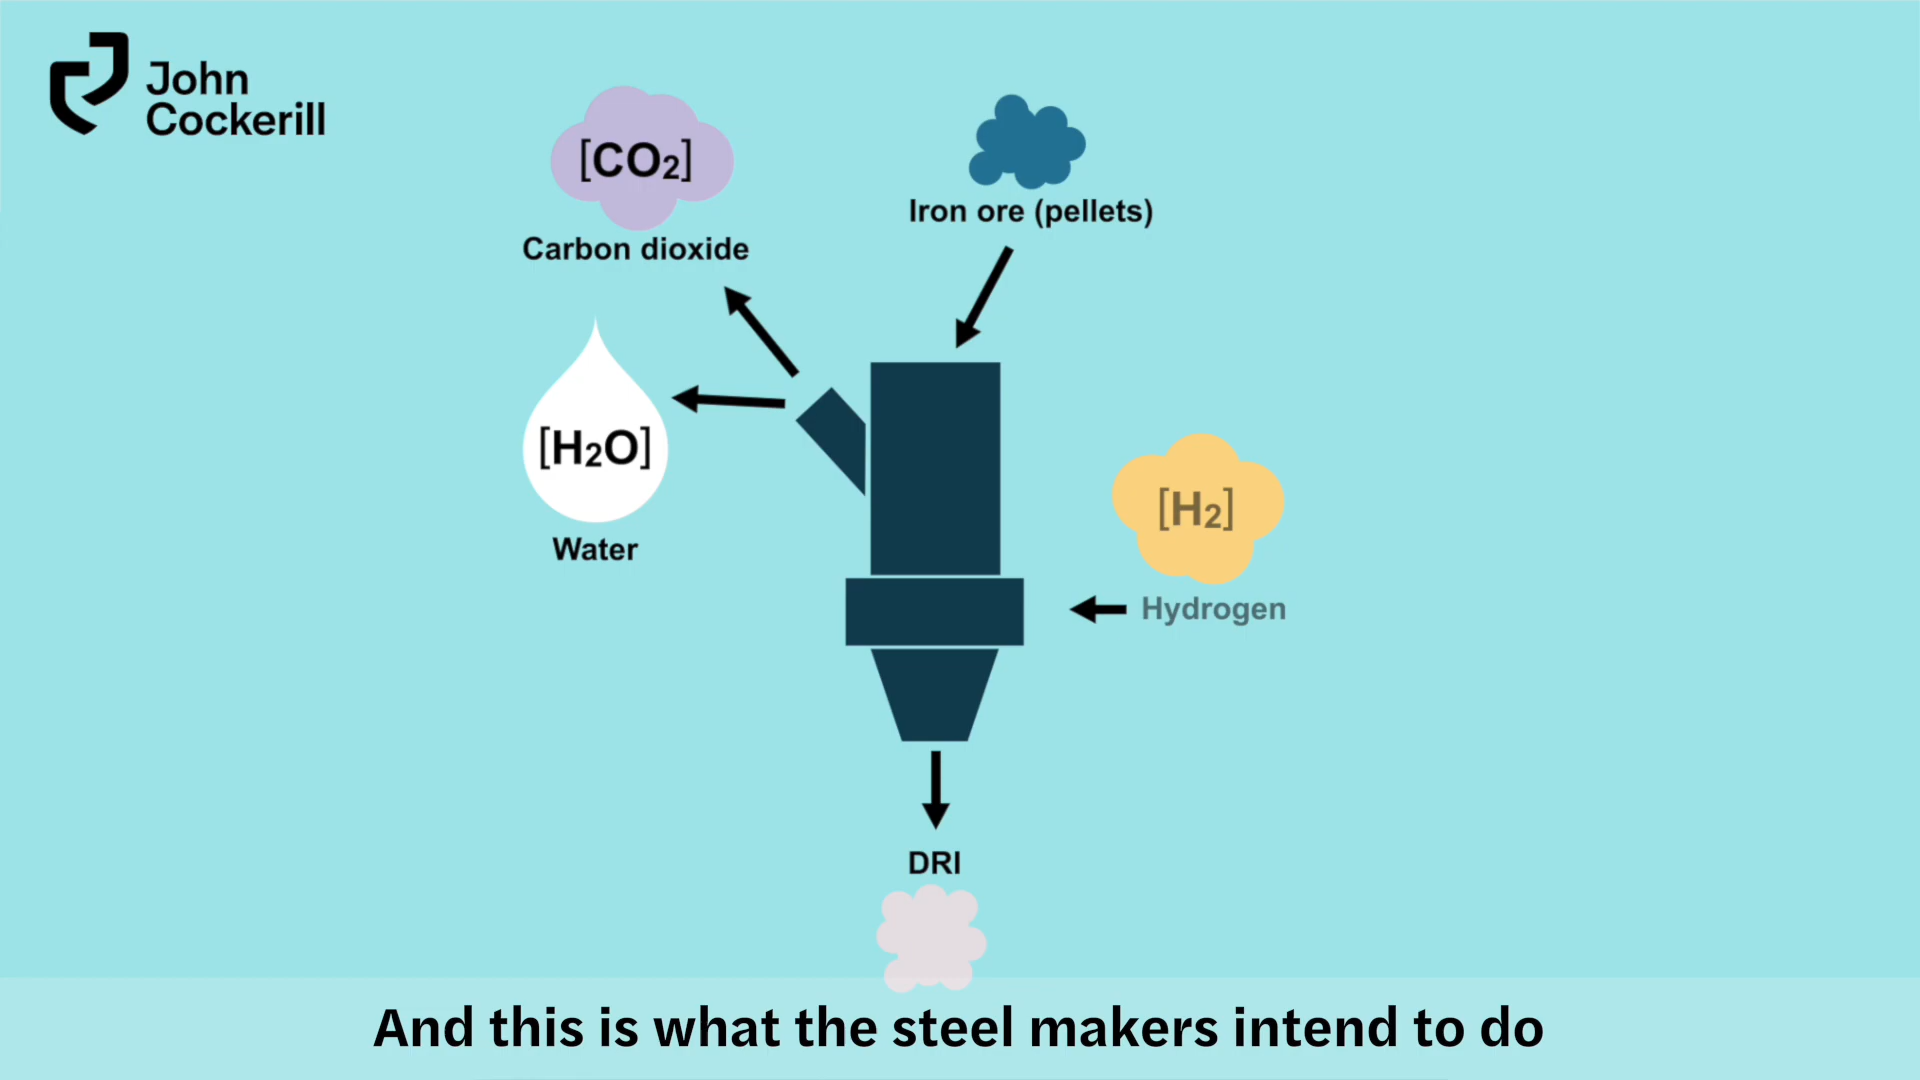 John
Cockerill
[CO2]
Carbon dioxide
Iron ore (pellets)
[H2O]
Water
[H2]
Hydrogen
DRI
And this is what the steel makers intend to do